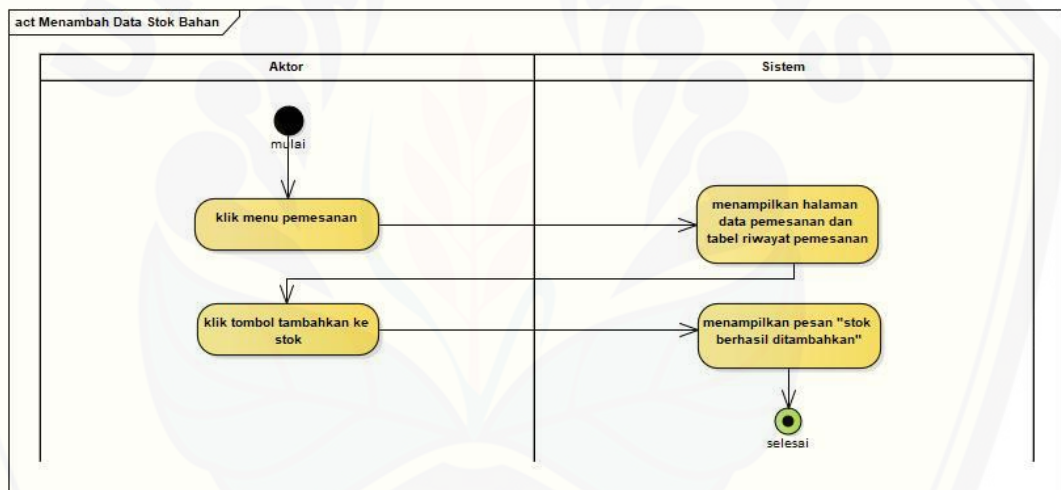 act Menambah Data Stok Bahan
Aktor
Sistem
mulai
klik menu pemesanan
menampilkan halaman
data pemesanan dan
tabel riwayat pemesanan
klik tombol tambahkan ke
stok
menampilkan pesan "stok
berhasil ditambahkan"
selesai